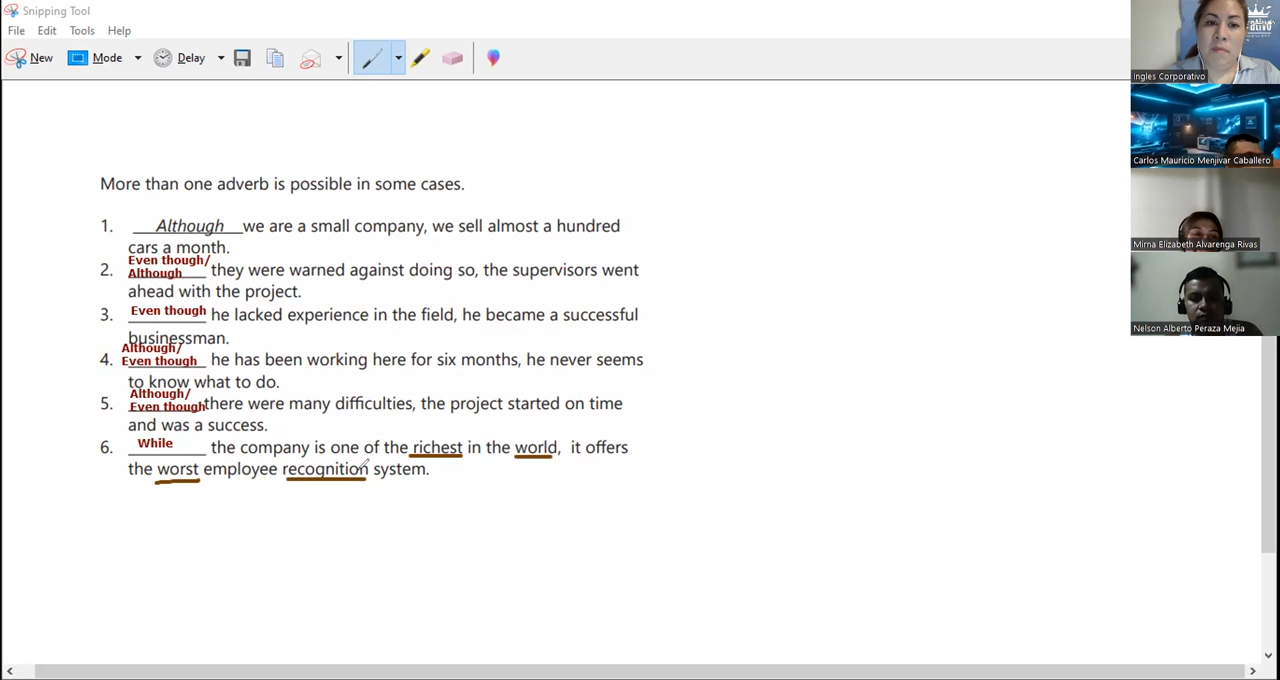 Snipping Tool
File Edit Tools Help
New Mode Delay
Ingles Corporativo
Carlos Mauricio Menjivar Caballero
Mirna Elizabeth Alvarenga Rivas
Nelson Alberto Peraza Mejia
More than one adverb is possible in some cases.
1. Although we are a small company, we sell almost a hundred
cars a month.
Even though/
2. Although they were warned against doing so, the supervisors went
ahead with the project.
3. Even though he lacked experience in the field, he became a successful
businessman.
Although/
4. Even though he has been working here for six months, he never seems
to know what to do.
Although/
5. Even though there were many difficulties, the project started on time
and was a success.
6. While the company is one of the richest in the world, it offers
the worst employee recognition system.